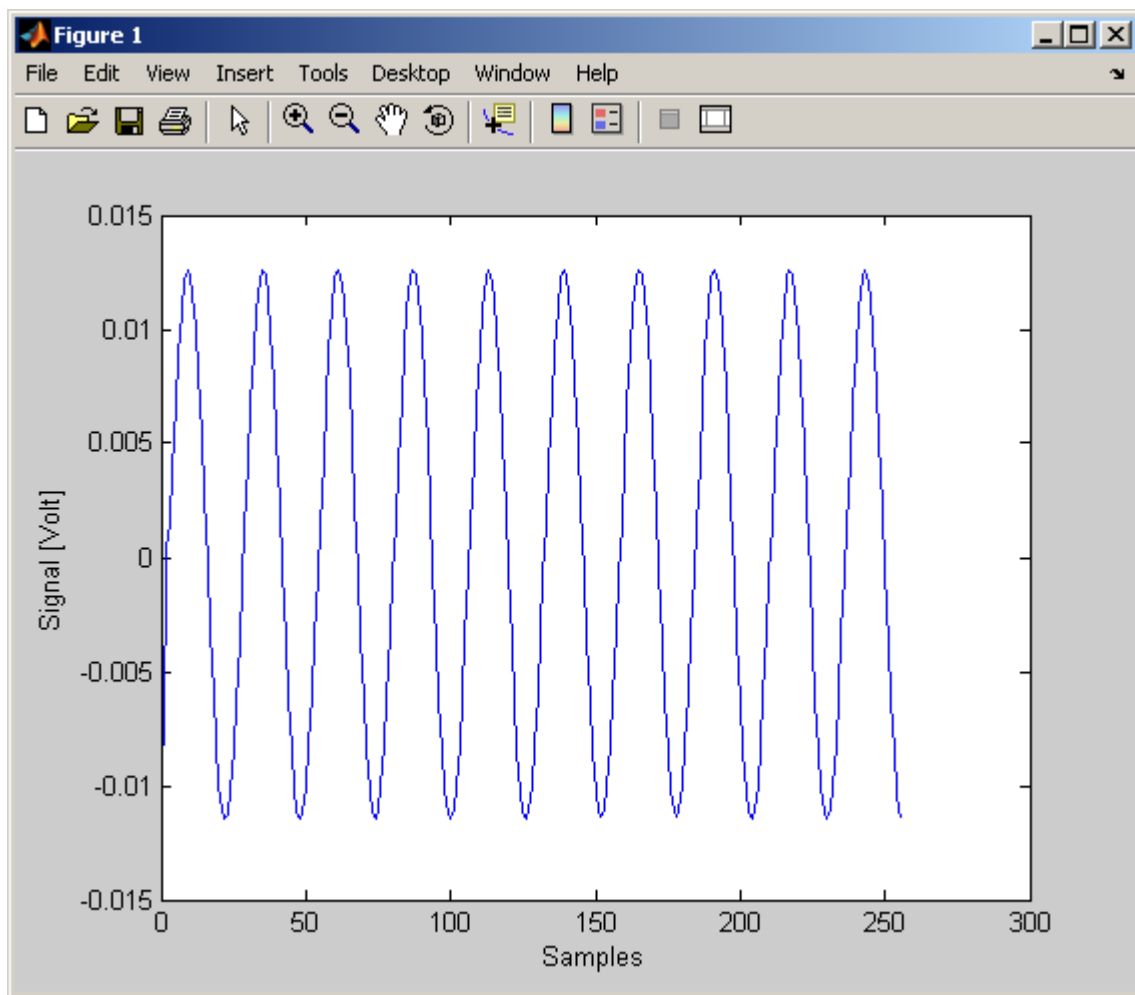 Figure 1
File Edit View Insert Tools Desktop Window Help
0.015
0.01
0.005
0
-0.005
-0.01
-0.015
Signal [Volt]
0 50 100 150 200 250 300
Samples